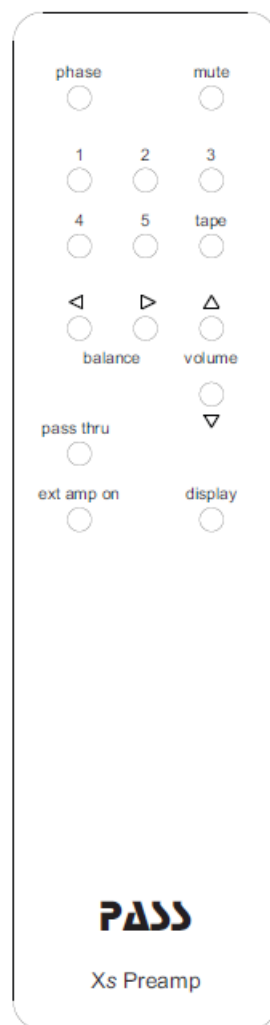 phase mute
1 2 3
4 5 tape
balance volume
pass thru
ext amp on display
PASS
Xs Preamp